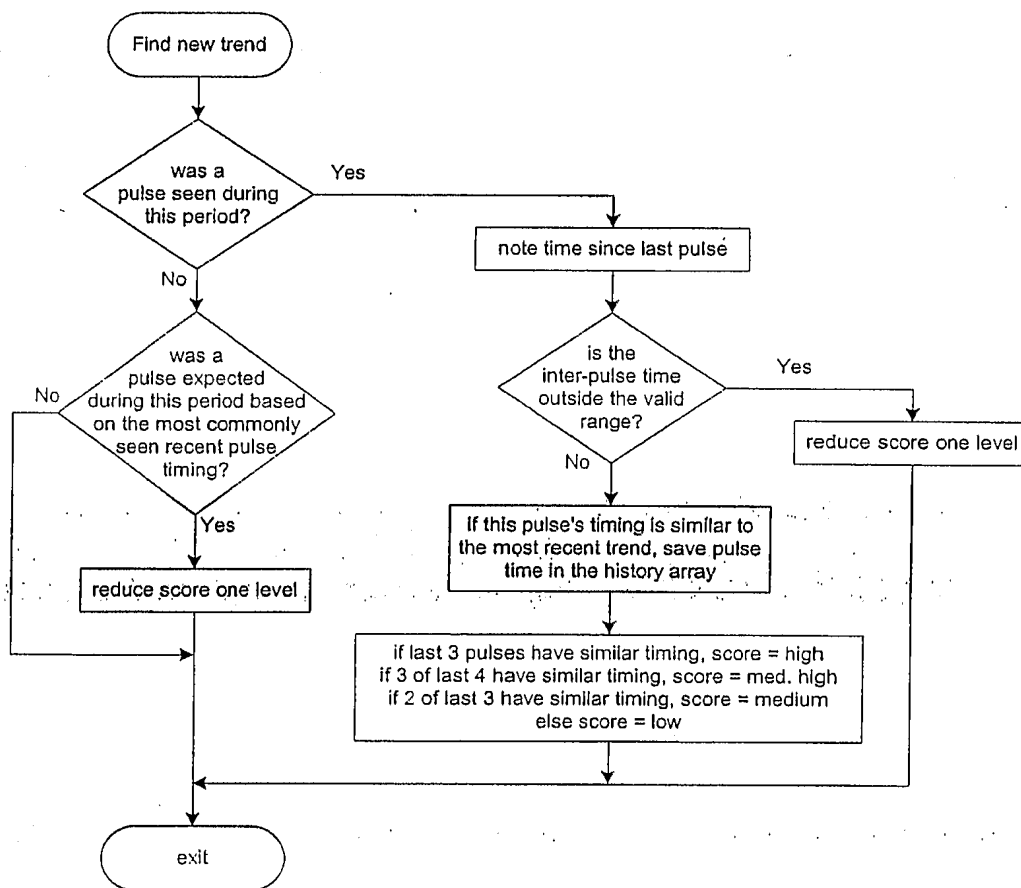 Find new trend
was a
pulse seen during
this period?
Yes
No
note time since last pulse
was a
pulse expected
during this period based
on the most commonly
seen recent pulse
timing?
No
Yes
is the
inter-pulse time
outside the valid
range?
Yes
No
reduce score one level
If this pulse's timing is similar to
the most recent trend, save pulse
time in the history array
reduce score one level
if last 3 pulses have similar timing, score = high
if 3 of last 4 have similar timing, score = med. high
if 2 of last 3 have similar timing, score = medium
else score = low
exit